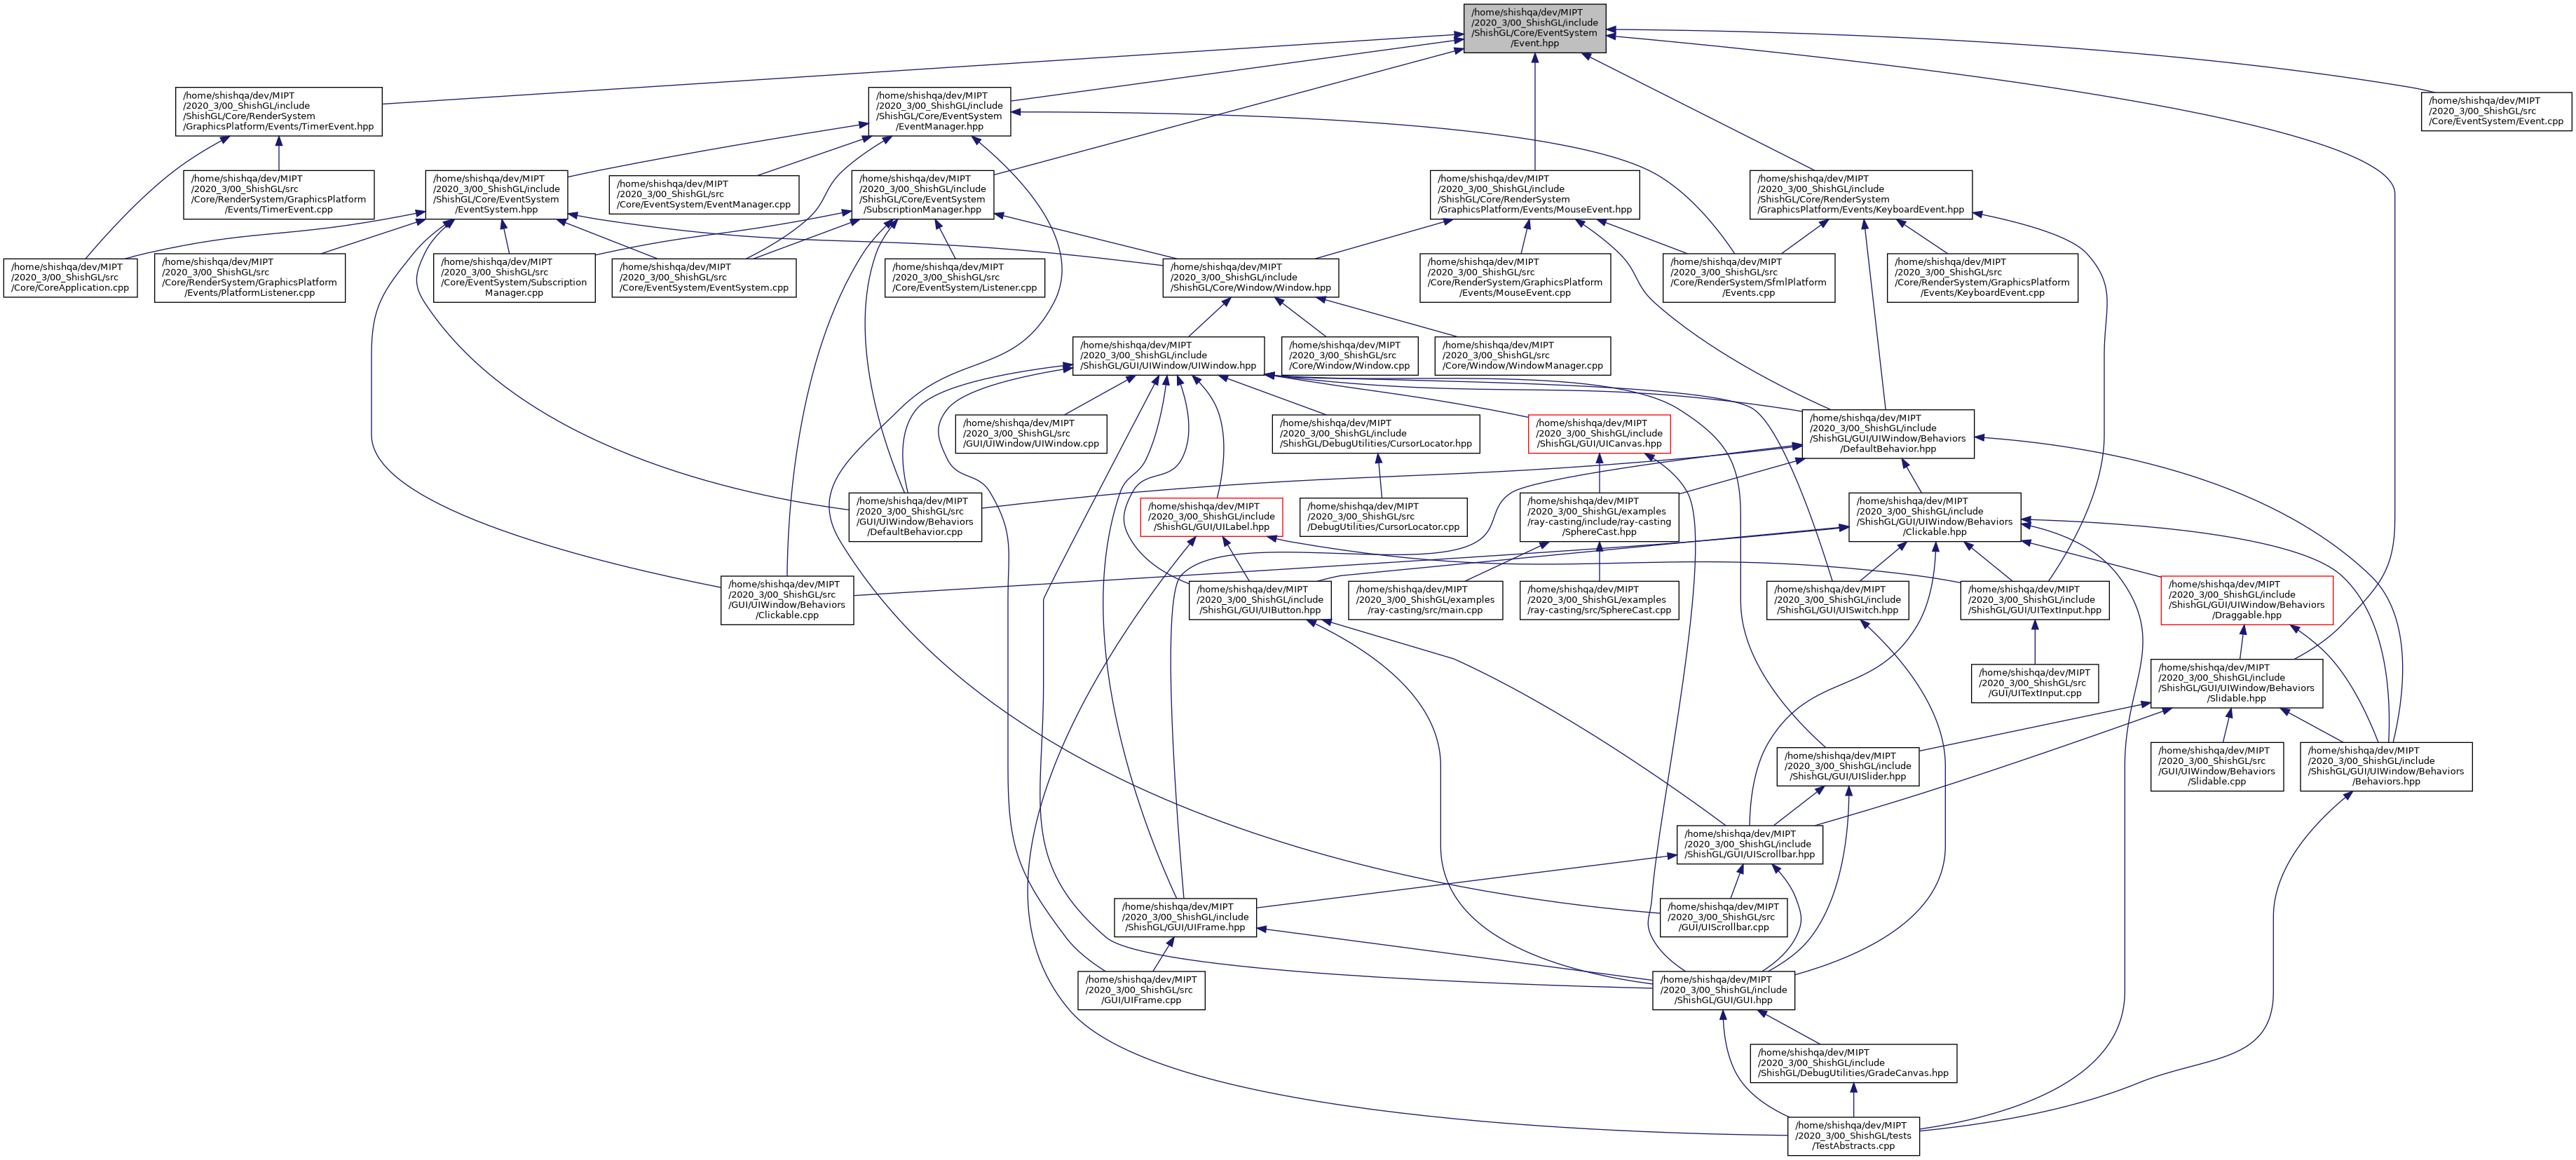 /home/shishqa/dev/MIPT
/2020_3/00_ShishGL/include
/ShishGL/Core/EventSystem
/Event.hpp
/home/shishqa/dev/MIPT
/2020_3/00_ShishGL/include
/ShishGL/Core/RenderSystem
/GraphicsPlatform/Events/TimerEvent.hpp
/home/shishqa/dev/MIPT
/2020_3/00_ShishGL/include
/ShishGL/Core/EventSystem
/EventManager.hpp
/home/shishqa/dev/MIPT
/2020_3/00_ShishGL/src
/Core/EventSystem/Event.cpp
/home/shishqa/dev/MIPT
/2020_3/00_ShishGL/src
/Core/RenderSystem/GraphicsPlatform
/Events/TimerEvent.cpp
/home/shishqa/dev/MIPT
/2020_3/00_ShishGL/include
/ShishGL/Core/EventSystem
/EventSystem.hpp
/home/shishqa/dev/MIPT
/2020_3/00_ShishGL/src
/Core/EventSystem/EventManager.cpp
/home/shishqa/dev/MIPT
/2020_3/00_ShishGL/include
/ShishGL/Core/EventSystem
/SubscriptionManager.hpp
/home/shishqa/dev/MIPT
/2020_3/00_ShishGL/include
/ShishGL/Core/RenderSystem
/GraphicsPlatform/Events/MouseEvent.hpp
/home/shishqa/dev/MIPT
/2020_3/00_ShishGL/include
/ShishGL/Core/RenderSystem
/GraphicsPlatform/Events/KeyboardEvent.hpp
/home/shishqa/dev/MIPT
/2020_3/00_ShishGL/src
/Core/CoreApplication.cpp
/home/shishqa/dev/MIPT
/2020_3/00_ShishGL/src
/Core/RenderSystem/GraphicsPlatform
/Events/PlatformListener.cpp
/home/shishqa/dev/MIPT
/2020_3/00_ShishGL/src
/Core/EventSystem/Subscription
Manager.cpp
/home/shishqa/dev/MIPT
/2020_3/00_ShishGL/src
/Core/EventSystem/EventSystem.cpp
/home/shishqa/dev/MIPT
/2020_3/00_ShishGL/src
/Core/EventSystem/Listener.cpp
/home/shishqa/dev/MIPT
/2020_3/00_ShishGL/include
/ShishGL/Core/Window/Window.hpp
/home/shishqa/dev/MIPT
/2020_3/00_ShishGL/src
/Core/RenderSystem/GraphicsPlatform
/Events/MouseEvent.cpp
/home/shishqa/dev/MIPT
/2020_3/00_ShishGL/src
/Core/RenderSystem/SfmlPlatform
/Events.cpp
/home/shishqa/dev/MIPT
/2020_3/00_ShishGL/src
/Core/RenderSystem/GraphicsPlatform
/Events/KeyboardEvent.cpp
/home/shishqa/dev/MIPT
/2020_3/00_ShishGL/include
/ShishGL/GUI/UIWindow/UIWindow.hpp
/home/shishqa/dev/MIPT
/2020_3/00_ShishGL/src
/Core/Window/Window.cpp
/home/shishqa/dev/MIPT
/2020_3/00_ShishGL/src
/Core/Window/WindowManager.cpp
/home/shishqa/dev/MIPT
/2020_3/00_ShishGL/src
/GUI/UIWindow/UIWindow.cpp
/home/shishqa/dev/MIPT
/2020_3/00_ShishGL/include
/ShishGL/DebugUtilities/CursorLocator.hpp
/home/shishqa/dev/MIPT
/2020_3/00_ShishGL/include
/ShishGL/GUI/UICanvas.hpp
/home/shishqa/dev/MIPT
/2020_3/00_ShishGL/include
/ShishGL/GUI/UIWindow/Behaviors
/DefaultBehavior.hpp
/home/shishqa/dev/MIPT
/2020_3/00_ShishGL/src
/GUI/UIWindow/Behaviors
/DefaultBehavior.cpp
/home/shishqa/dev/MIPT
/2020_3/00_ShishGL/include
/ShishGL/GUI/UILabel.hpp
/home/shishqa/dev/MIPT
/2020_3/00_ShishGL/src
/DebugUtilities/CursorLocator.cpp
/home/shishqa/dev/MIPT
/2020_3/00_ShishGL/examples
/ray-casting/include/ray-casting
/SphereCast.hpp
/home/shishqa/dev/MIPT
/2020_3/00_ShishGL/include
/ShishGL/GUI/UIWindow/Behaviors
/Clickable.hpp
/home/shishqa/dev/MIPT
/2020_3/00_ShishGL/src
/GUI/UIWindow/Behaviors
/Clickable.cpp
/home/shishqa/dev/MIPT
/2020_3/00_ShishGL/include
/ShishGL/GUI/UIButton.hpp
/home/shishqa/dev/MIPT
/2020_3/00_ShishGL/examples
/ray-casting/src/main.cpp
/home/shishqa/dev/MIPT
/2020_3/00_ShishGL/examples
/ray-casting/src/SphereCast.cpp
/home/shishqa/dev/MIPT
/2020_3/00_ShishGL/include
/ShishGL/GUI/UISwitch.hpp
/home/shishqa/dev/MIPT
/2020_3/00_ShishGL/include
/ShishGL/GUI/UITextInput.hpp
/home/shishqa/dev/MIPT
/2020_3/00_ShishGL/include
/ShishGL/GUI/UIWindow/Behaviors
/Draggable.hpp
/home/shishqa/dev/MIPT
/2020_3/00_ShishGL/src
/GUI/UITextInput.cpp
/home/shishqa/dev/MIPT
/2020_3/00_ShishGL/include
/ShishGL/GUI/UIWindow/Behaviors
/Slidable.hpp
/home/shishqa/dev/MIPT
/2020_3/00_ShishGL/include
/ShishGL/GUI/UISlider.hpp
/home/shishqa/dev/MIPT
/2020_3/00_ShishGL/src
/GUI/UIWindow/Behaviors
/Slidable.cpp
/home/shishqa/dev/MIPT
/2020_3/00_ShishGL/include
/ShishGL/GUI/UIWindow/Behaviors
/Behaviors.hpp
/home/shishqa/dev/MIPT
/2020_3/00_ShishGL/include
/ShishGL/GUI/UIScrollbar.hpp
/home/shishqa/dev/MIPT
/2020_3/00_ShishGL/include
/ShishGL/GUI/UIFrame.hpp
/home/shishqa/dev/MIPT
/2020_3/00_ShishGL/src
/GUI/UIScrollbar.cpp
/home/shishqa/dev/MIPT
/2020_3/00_ShishGL/src
/GUI/UIFrame.cpp
/home/shishqa/dev/MIPT
/2020_3/00_ShishGL/include
/ShishGL/GUI/GUI.hpp
/home/shishqa/dev/MIPT
/2020_3/00_ShishGL/include
/ShishGL/DebugUtilities/GradeCanvas.hpp
/home/shishqa/dev/MIPT
/2020_3/00_ShishGL/tests
/TestAbstracts.cpp